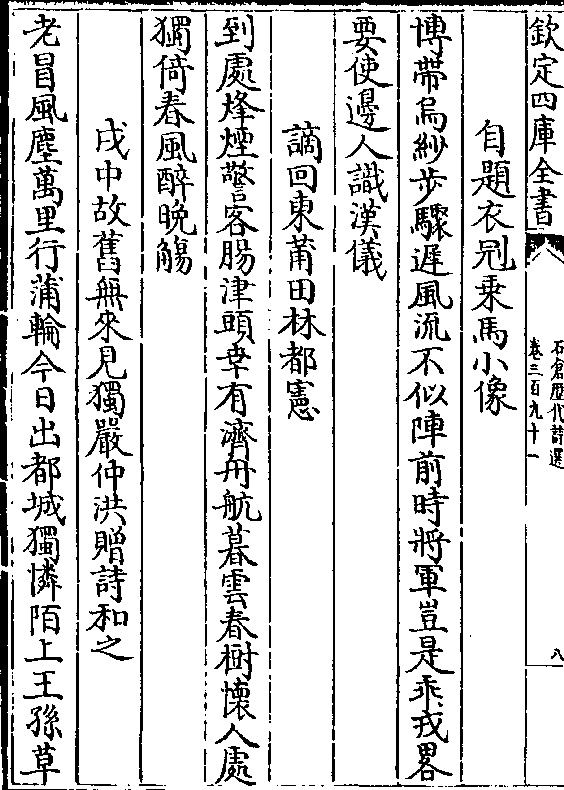 欽定四庫全書
石倉歷代詩選
卷三百九十一
八
自題衣冠乗馬小像
博帶烏紗步驟遲風流不似陣前時將軍豈是乖戎畧
要使邊人識漢儀
謫回東莆田林都憲
到處烽煙警客腸津頭幸有濟舟航暮雲春樹懷人處
獨倚春風醉晚觴
戌中故舊無來見獨嚴仲洪贈詩和之
老冒風塵萬里行蒲輪今日出都城獨憐陌上王孫草